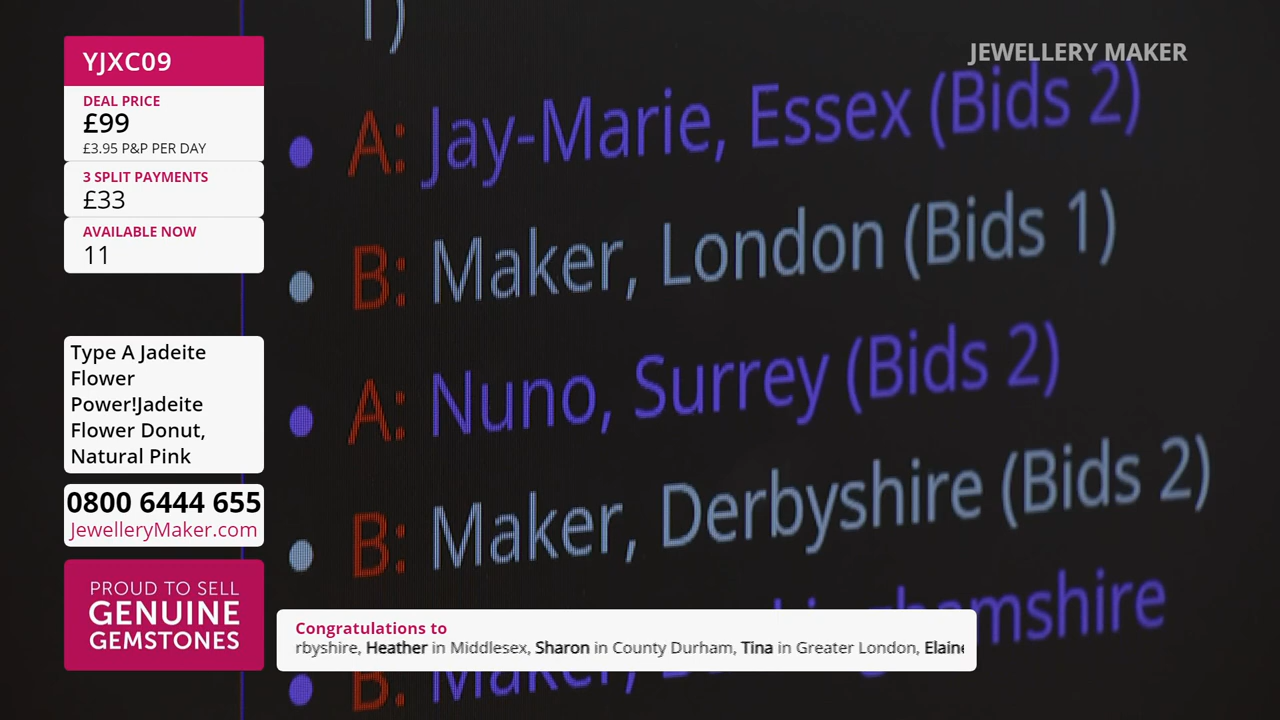 YJXC09
DEAL PRICE
£99
£3.95 P&P PER DAY
3 SPLIT PAYMENTS
£33
AVAILABLE NOW
11
Type A Jadeite
Flower
Power!Jadeite
Flower Donut,
Natural Pink
0800 6444 655
JewelleryMaker.com
PROUD TO SELL
GENUINE
GEMSTONES
JEWELLERY MAKER
1)
A: Jay-Marie, Essex (Bids 2)
B: Maker, London (Bids 1)
A: Nuno, Surrey (Bids 2)
B: Maker, Derbyshire (Bids 2)
B: Maker,
Congratulations to
rbyshire, Heather in Middlesex, Sharon in County Durham, Tina in Greater London, Elaine